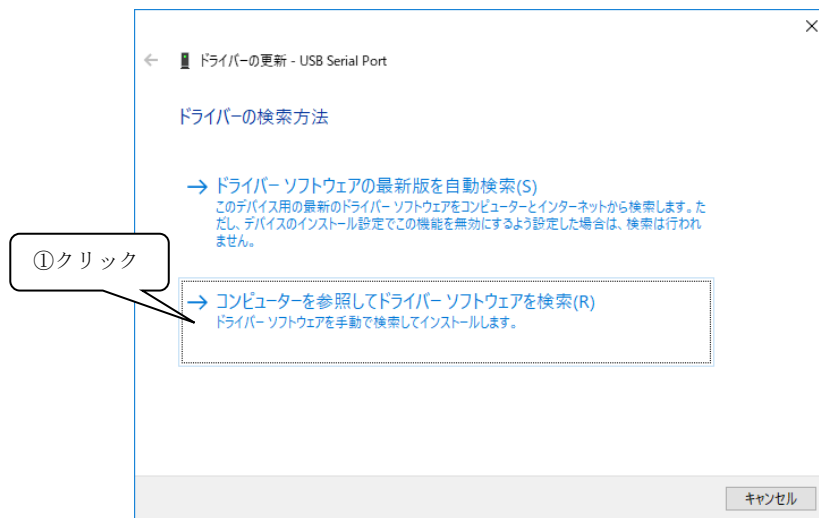 ドライバーの更新 - USB Serial Port
ドライバーの検索方法
→ ドライバー ソフトウェアの最新版を自動検索(S)
このデバイス用の最新のドライバー ソフトウェアをコンピューターとインターネットから検索します。た
だし、デバイスのインストール設定でこの機能を無効にするよう設定した場合は、検索は行われ
ません。
①クリック
→ コンピューターを参照してドライバー ソフトウェアを検索(R)
ドライバー ソフトウェアを手動で検索してインストールします。
キャンセル